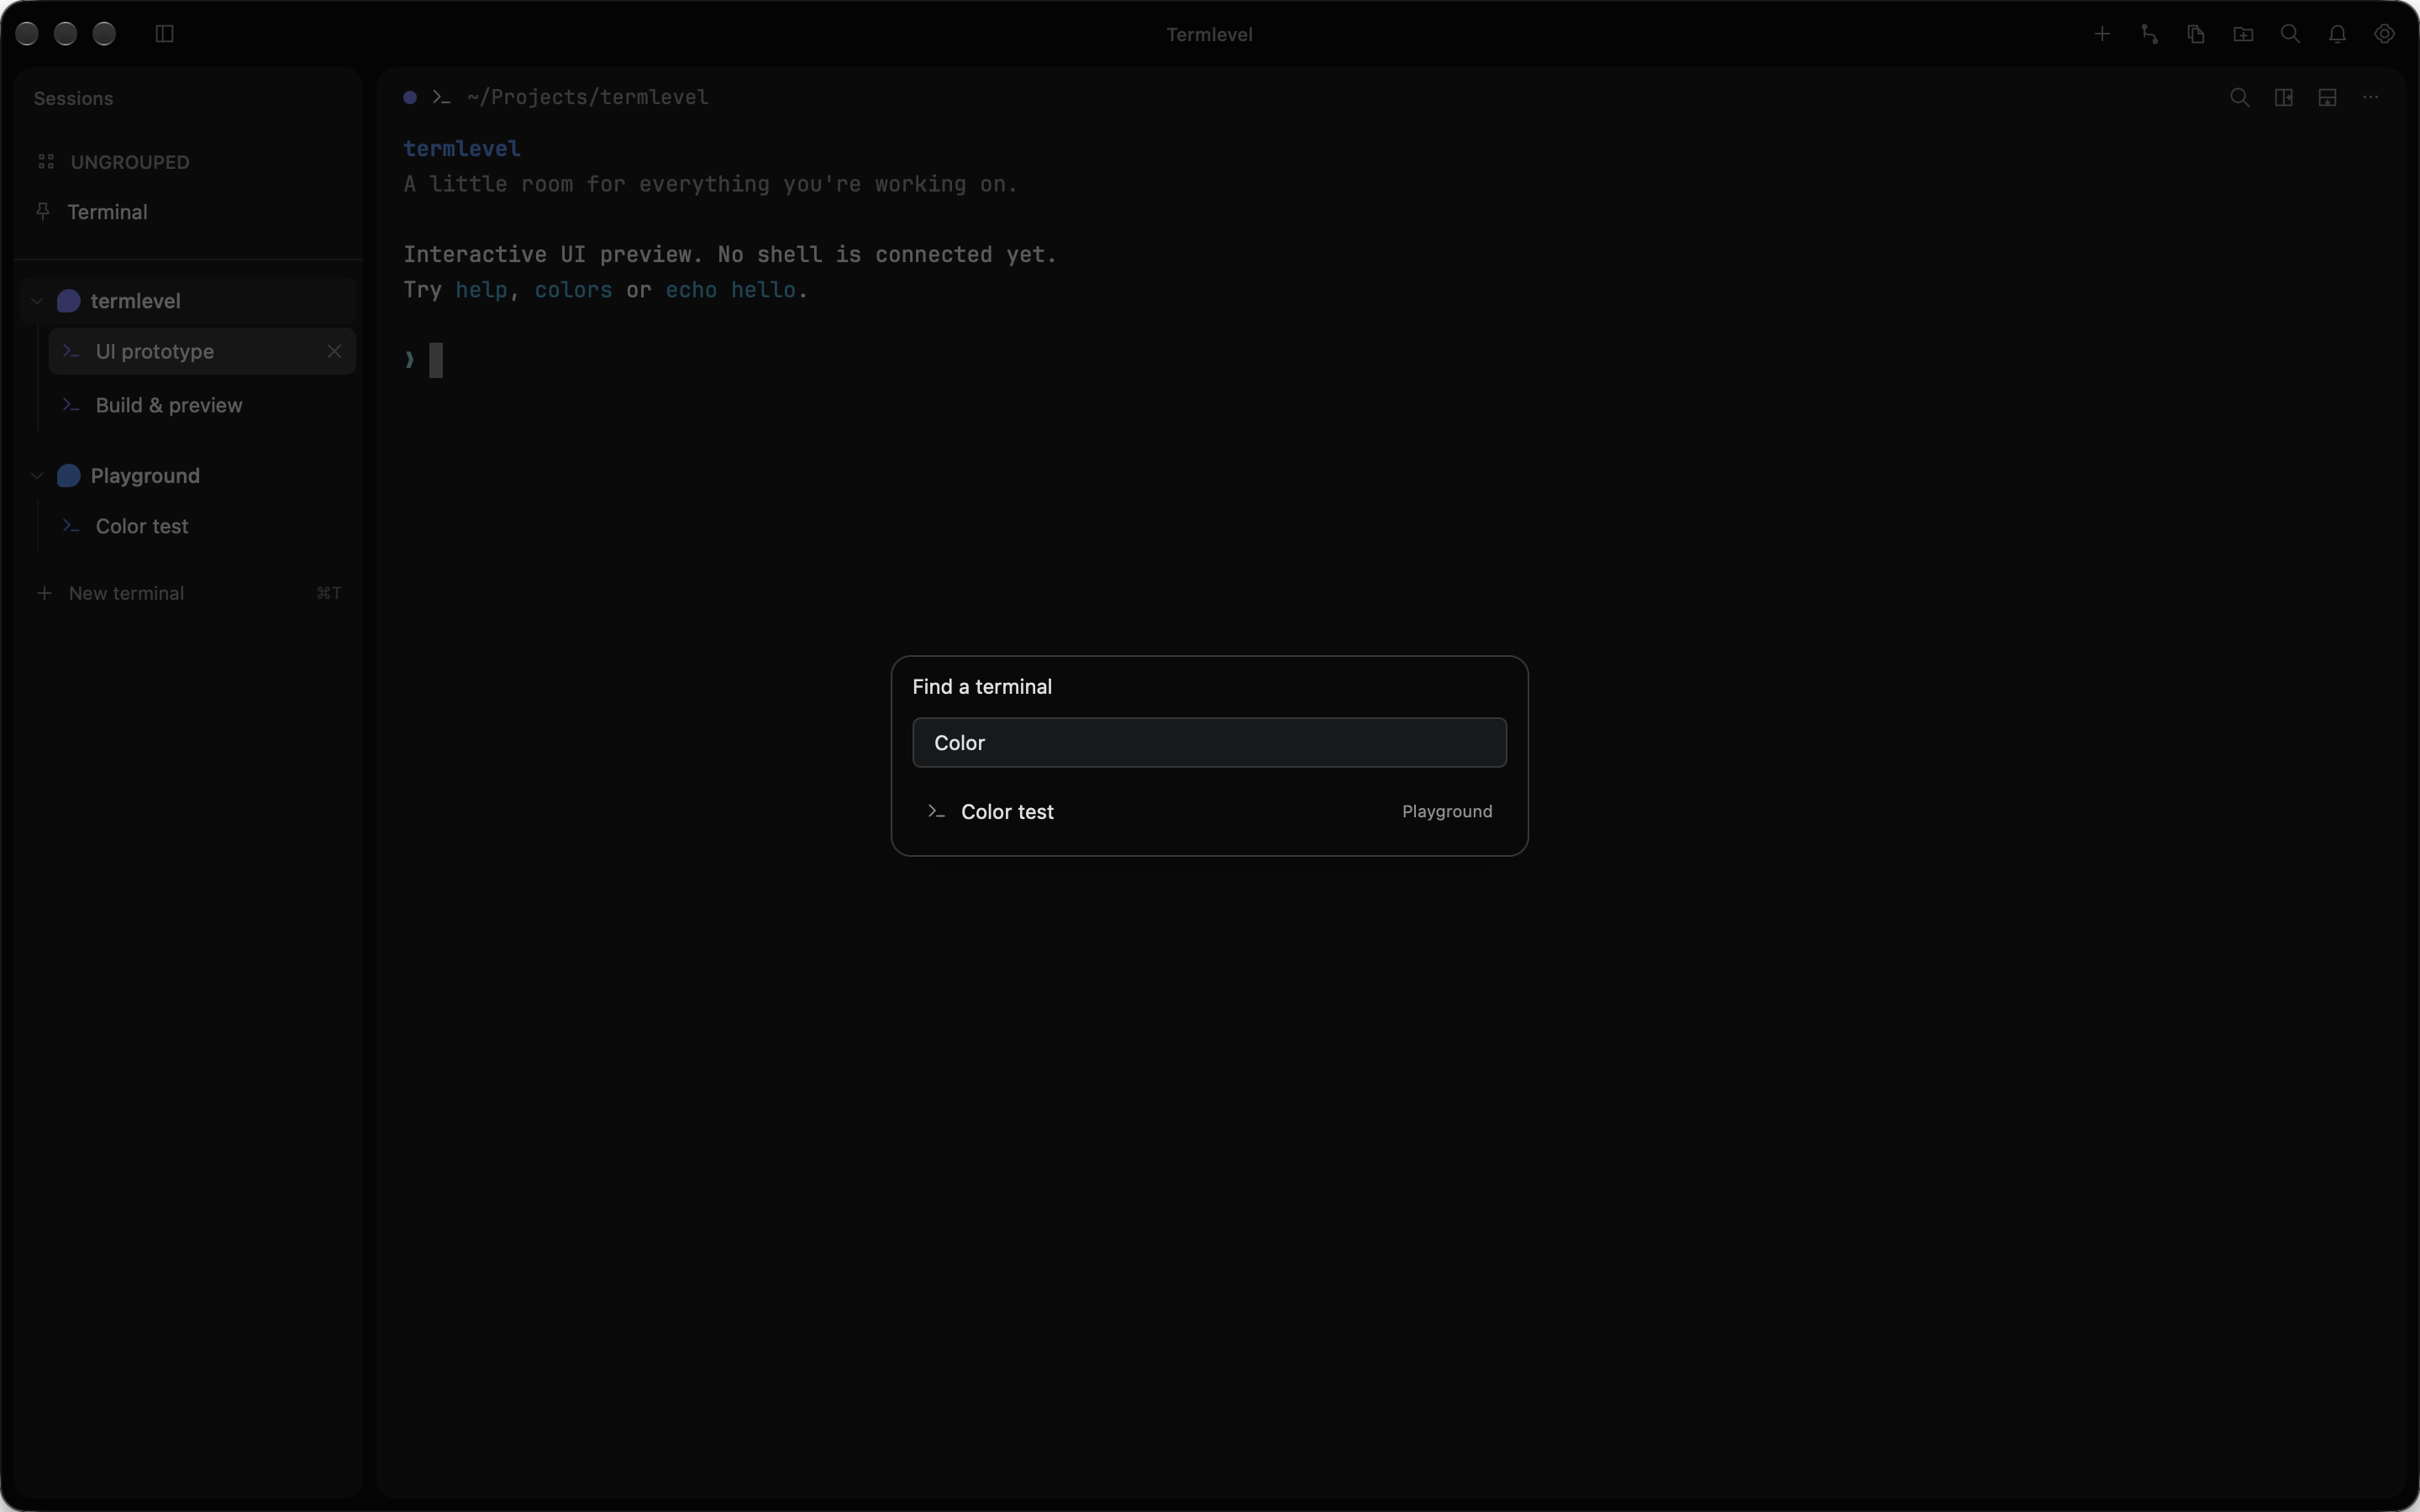 Termlevel
Sessions
UNGROUPED
Terminal
termlevel
UI prototype
Build & preview
Playground
Color test
New terminal ⌘T
~/Projects/termlevel
termlevel
A little room for everything you're working on.
Interactive UI preview. No shell is connected yet.
Try help, colors or echo hello.
❯
Find a terminal
Color
Color test Playground